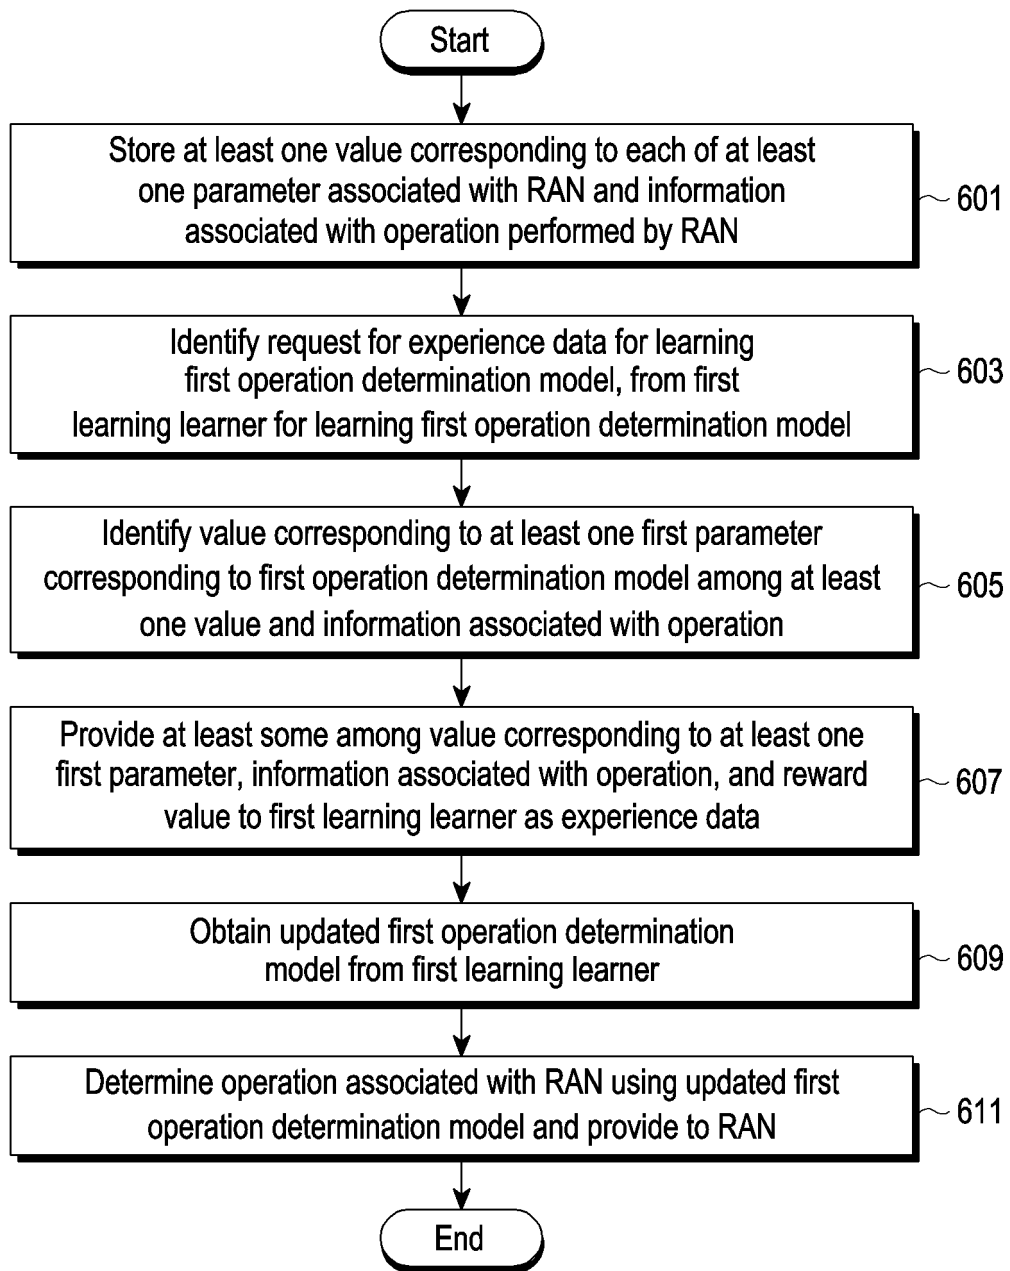 Start
Store at least one value corresponding to each of at least
one parameter associated with RAN and information
associated with operation performed by RAN
601
Identify request for experience data for learning
first operation determination model, from first
learning learner for learning first operation determination model
603
Identify value corresponding to at least one first parameter
corresponding to first operation determination model among at least
one value and information associated with operation
605
Provide at least some among value corresponding to at least one
first parameter, information associated with operation, and reward
value to first learning learner as experience data
607
Obtain updated first operation determination
model from first learning learner
609
Determine operation associated with RAN using updated first
operation determination model and provide to RAN
611
End